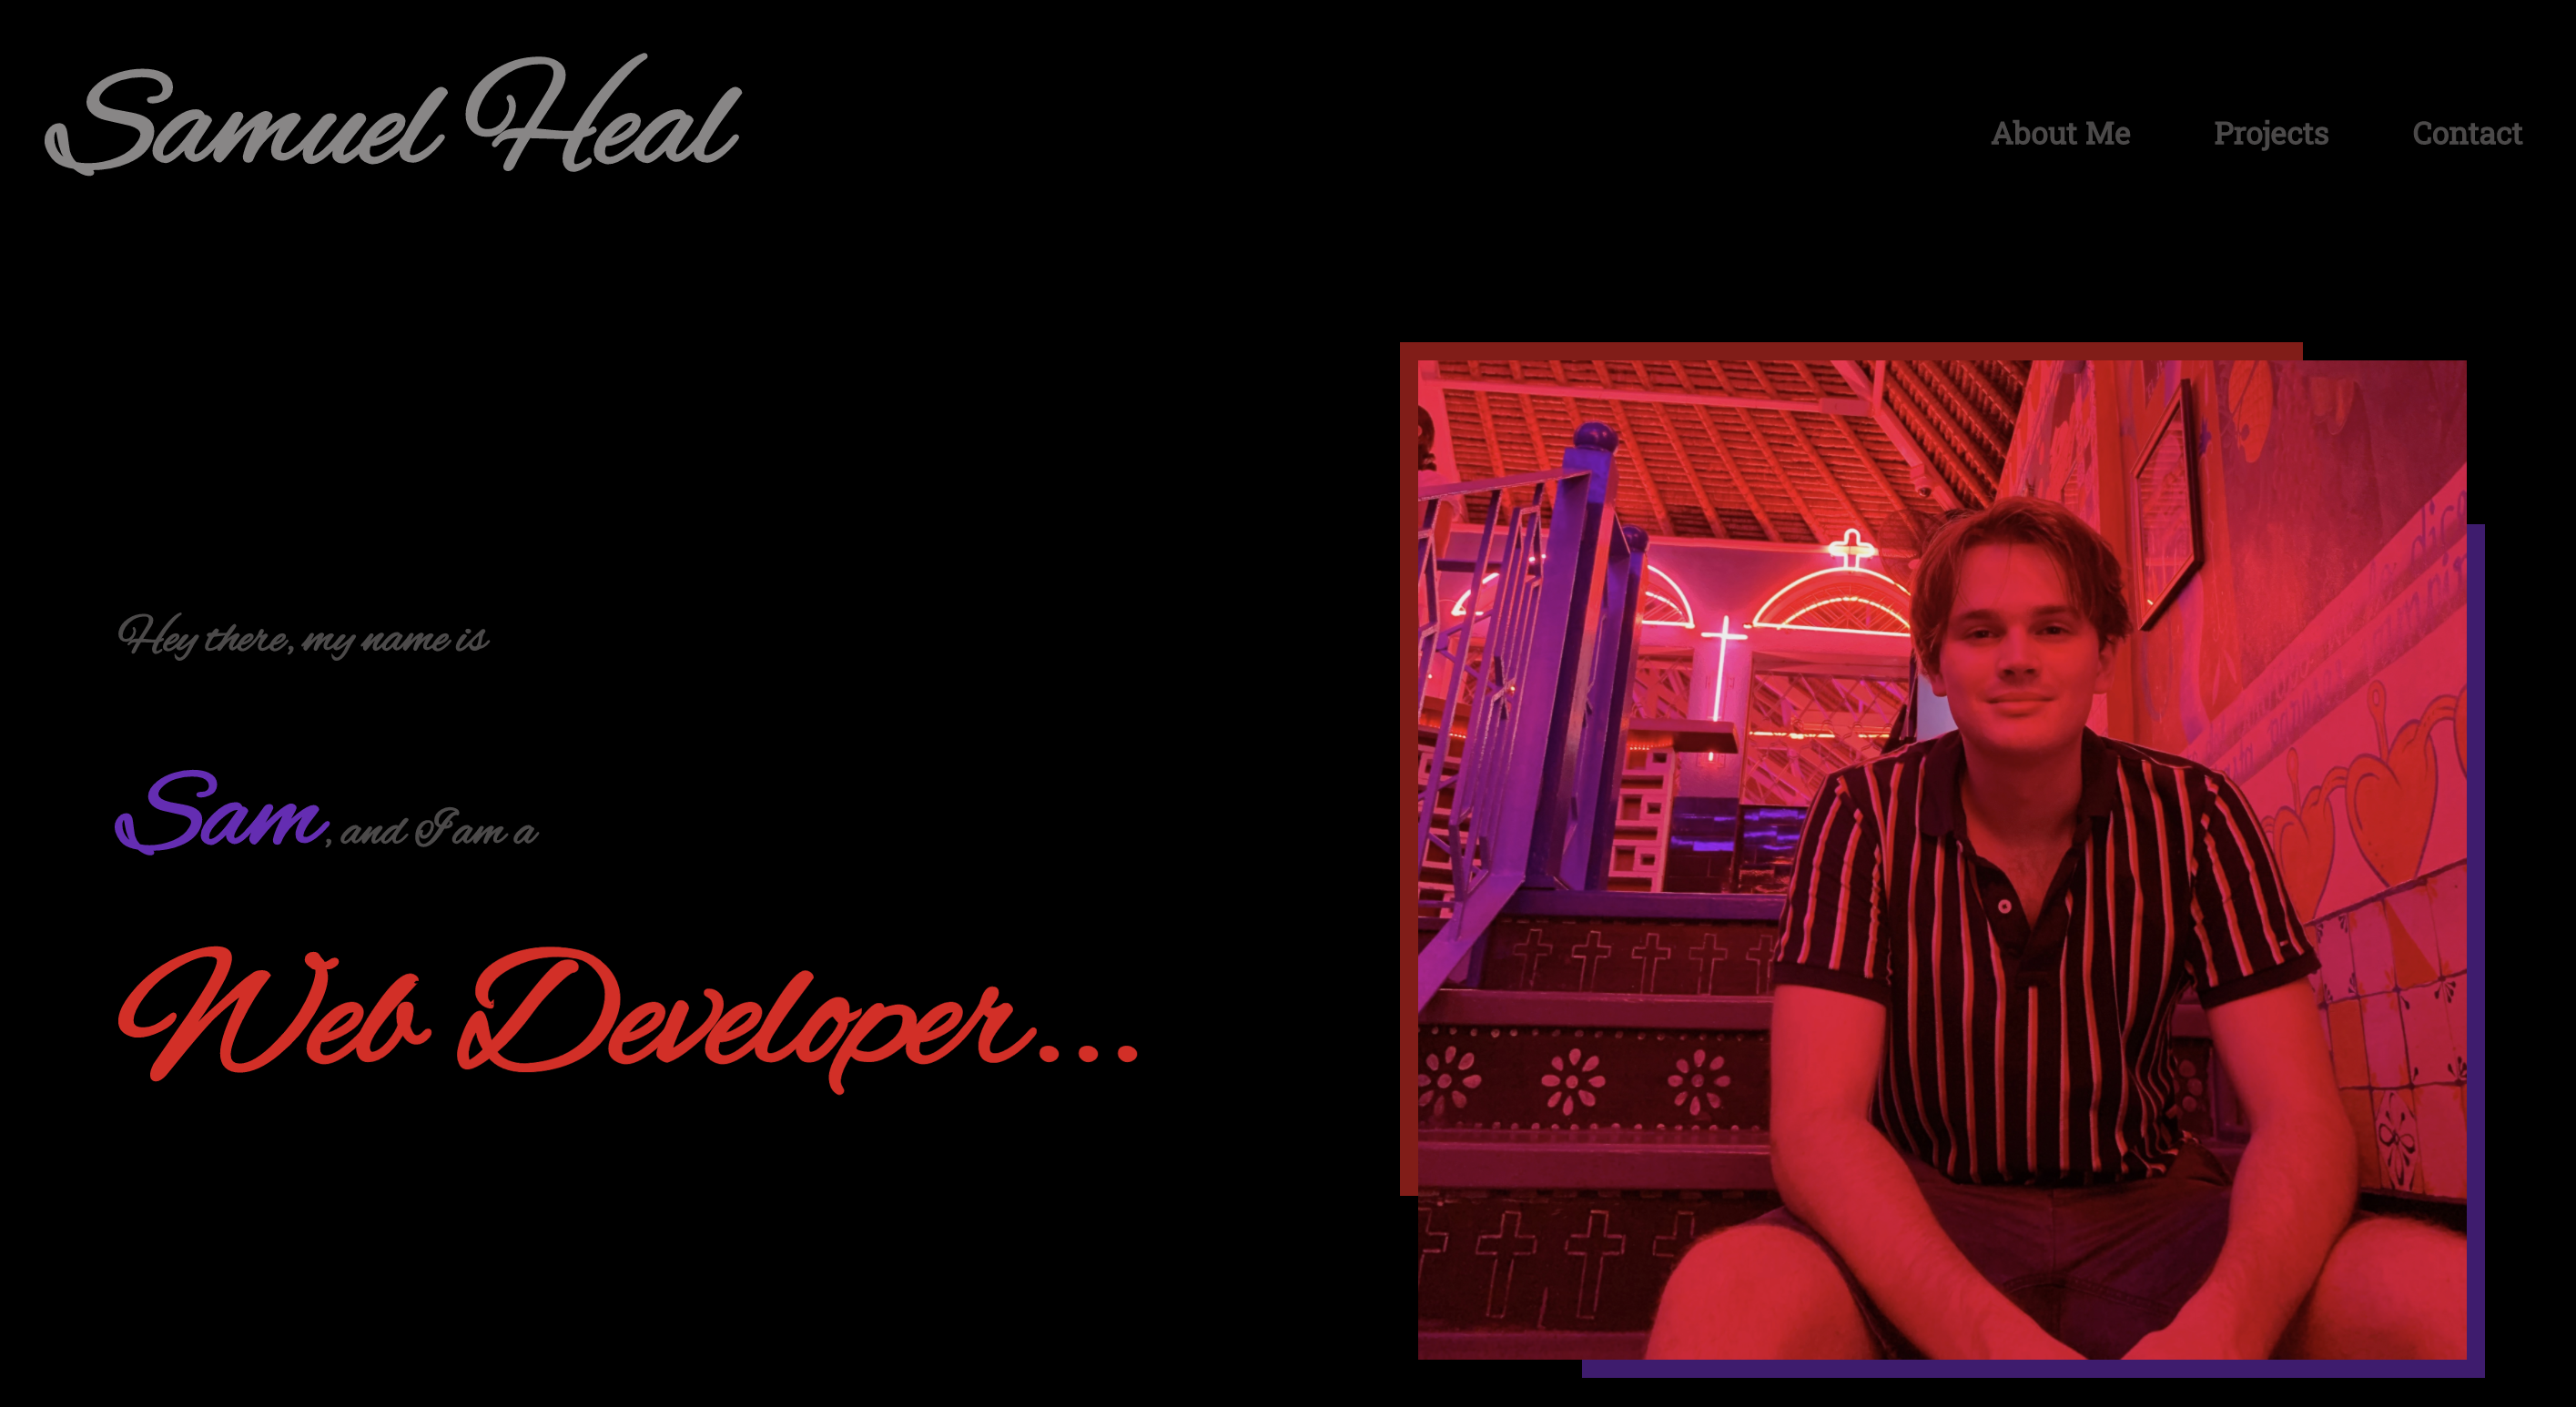 Samuel Heal
About Me
Projects
Contact
Hey there, my name is
Sam, and I am a
Web Developer...